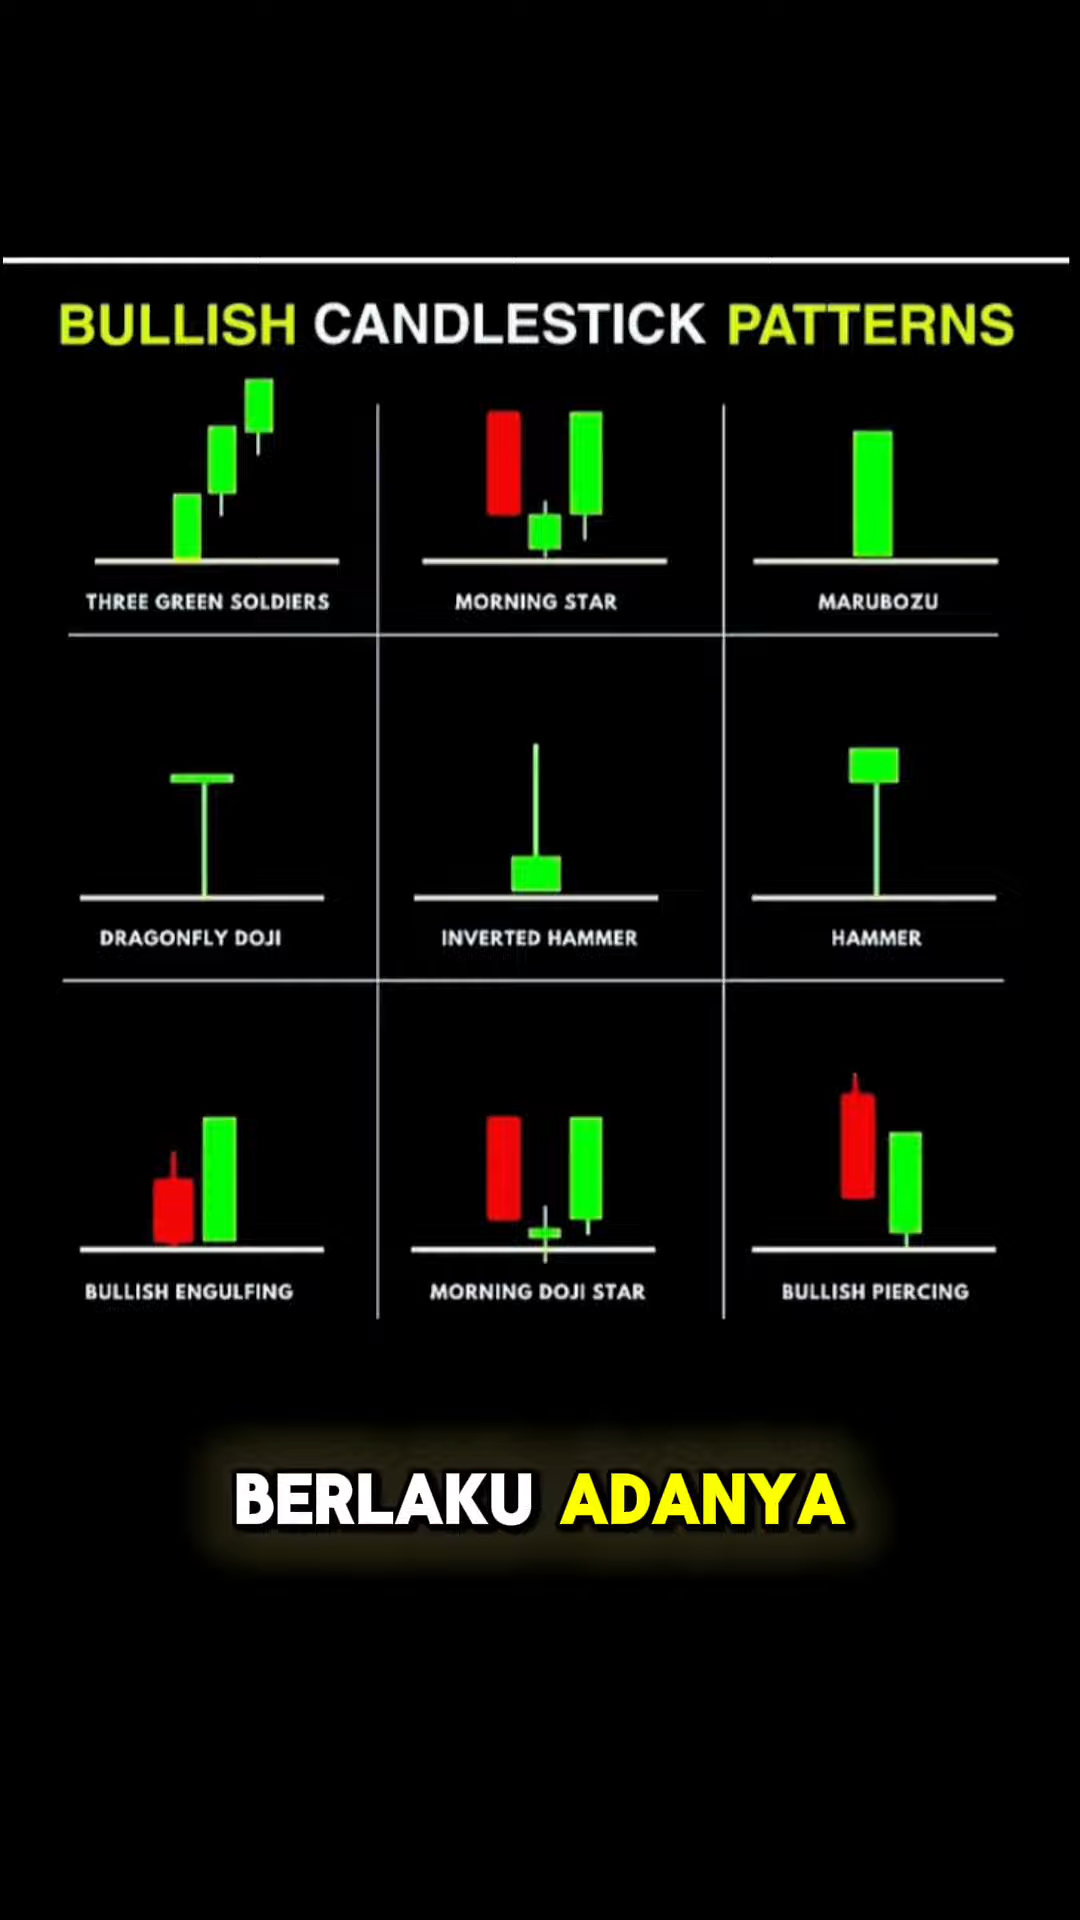 BULLISH CANDLESTICK PATTERNS
THREE GREEN SOLDIERS
MORNING STAR
MARUBOZU
DRAGONFLY DOJI
INVERTED HAMMER
HAMMER
BULLISH ENGULFING
MORNING DOJI STAR
BULLISH PIERCING
BERLAKU ADANYA